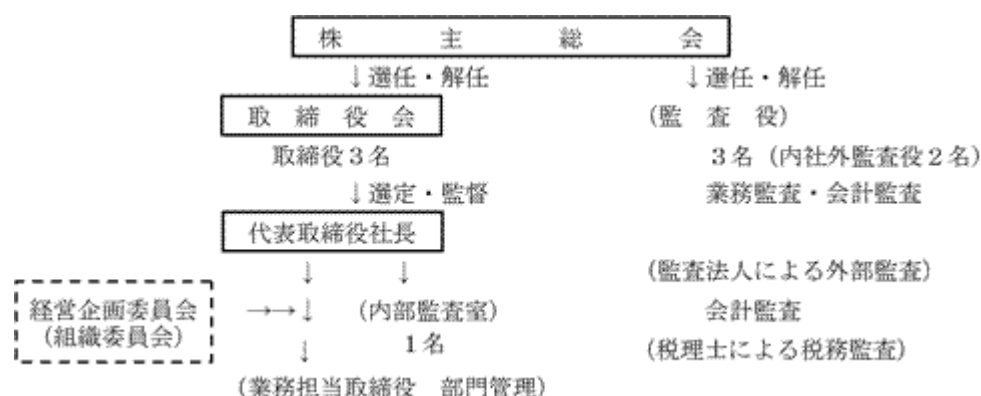 株主総会
↓選任・解任 ↓選任・解任
取締役会 (監査役)
取締役3名 3名(内社外監査役2名)
↓選定・監督 業務監査・会計監査
代表取締役社長
↓ ↓ (監査法人による外部監査)
経営企画委員会 →→↓ (内部監査室) 会計監査
(組織委員会) ↓ 1名 (税理士による税務監査)
(業務担当取締役 部門管理)